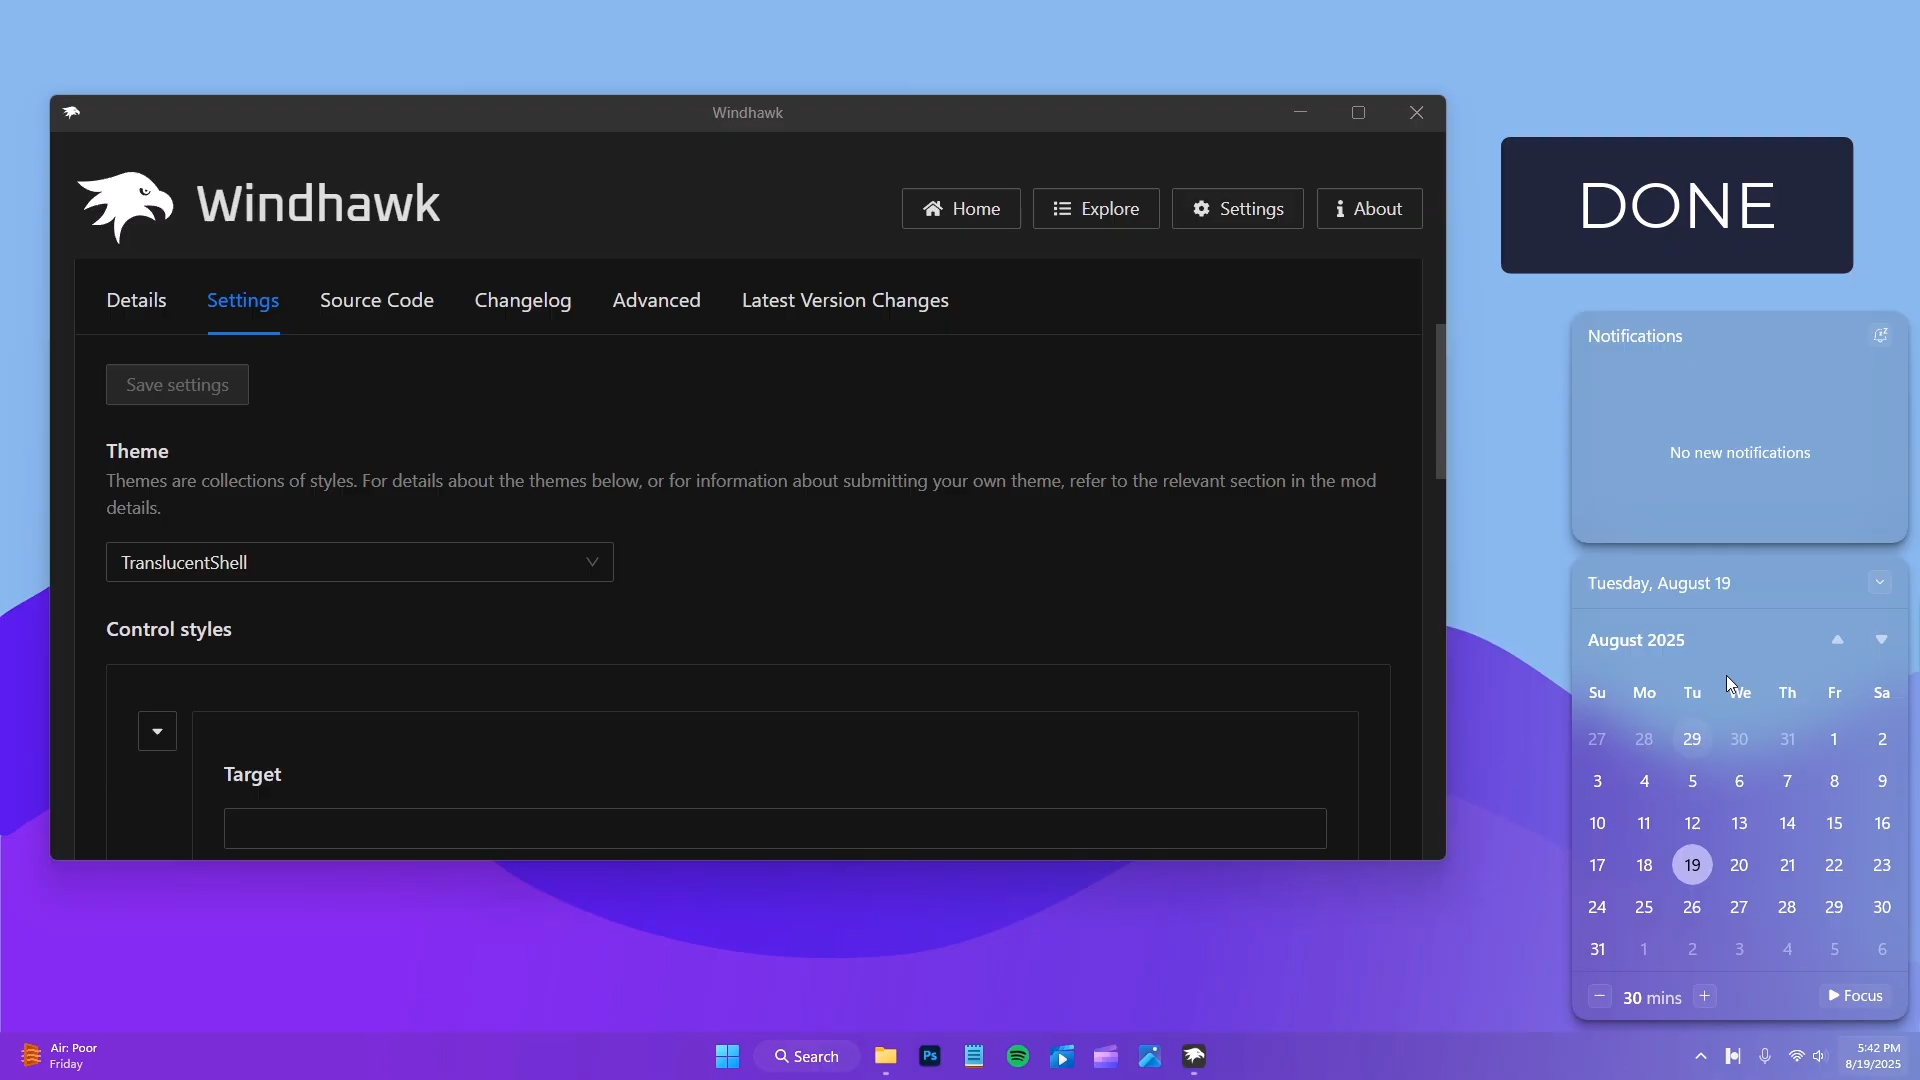 Windhawk
Windhawk
Home
Explore
Settings
About
DONE
Details
Settings
Source Code
Changelog
Advanced
Latest Version Changes
Save settings
Theme
Themes are collections of styles. For details about the themes below, or for information about submitting your own theme, refer to the relevant section in the mod
details.
TranslucentShell
Control styles
Target
Notifications
No new notifications
Tuesday, August 19
August 2025
Su Mo Tu We Th Fr Sa
27 28 29 30 31 1 2
3 4 5 6 7 8 9
10 11 12 13 14 15 16
17 18 19 20 21 22 23
24 25 26 27 28 29 30
31 1 2 3 4 5 6
30 mins
Focus
Air: Poor
Friday
Search
Ps
5:42 PM
8/19/2025